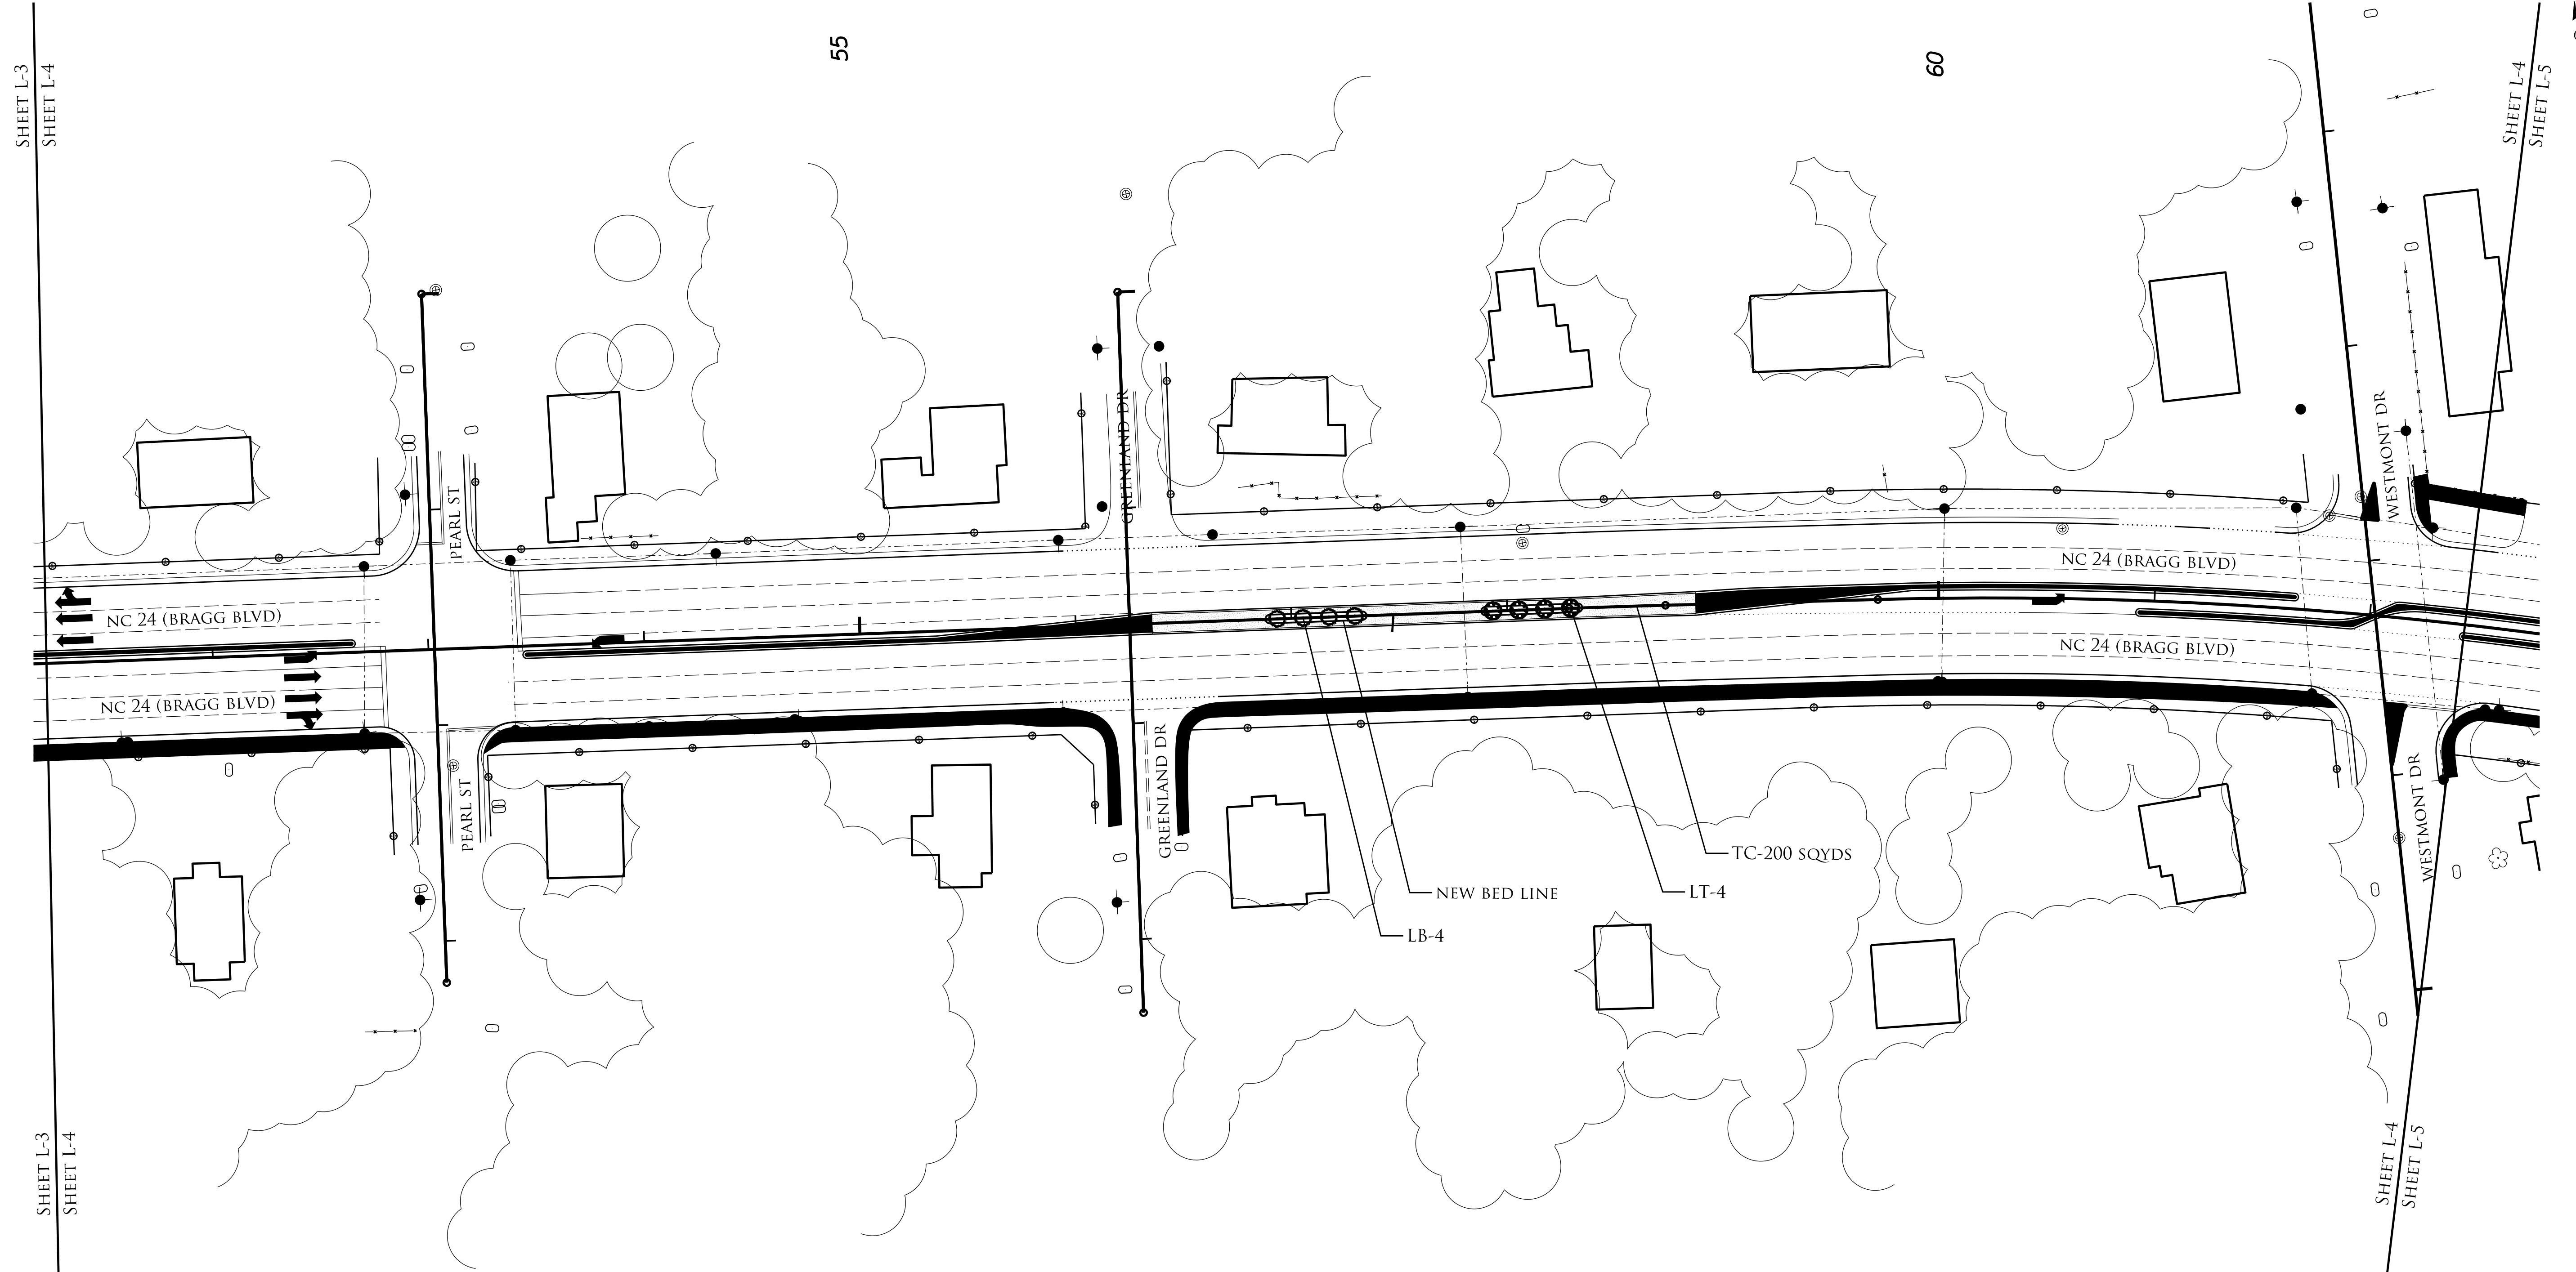 SHEET L-3
SHEET L-4
55
60
SHEET L-4
SHEET L-5
PEARL ST
GREENLAND DR
WESTMONT DR
NC 24 (BRAGG BLVD)
NC 24 (BRAGG BLVD)
NC 24 (BRAGG BLVD)
NC 24 (BRAGG BLVD)
PEARL ST
GREENLAND DR
WESTMONT DR
TC-200 SQYDS
NEW BED LINE
LT-4
LB-4
SHEET L-3
SHEET L-4
SHEET L-4
SHEET L-5